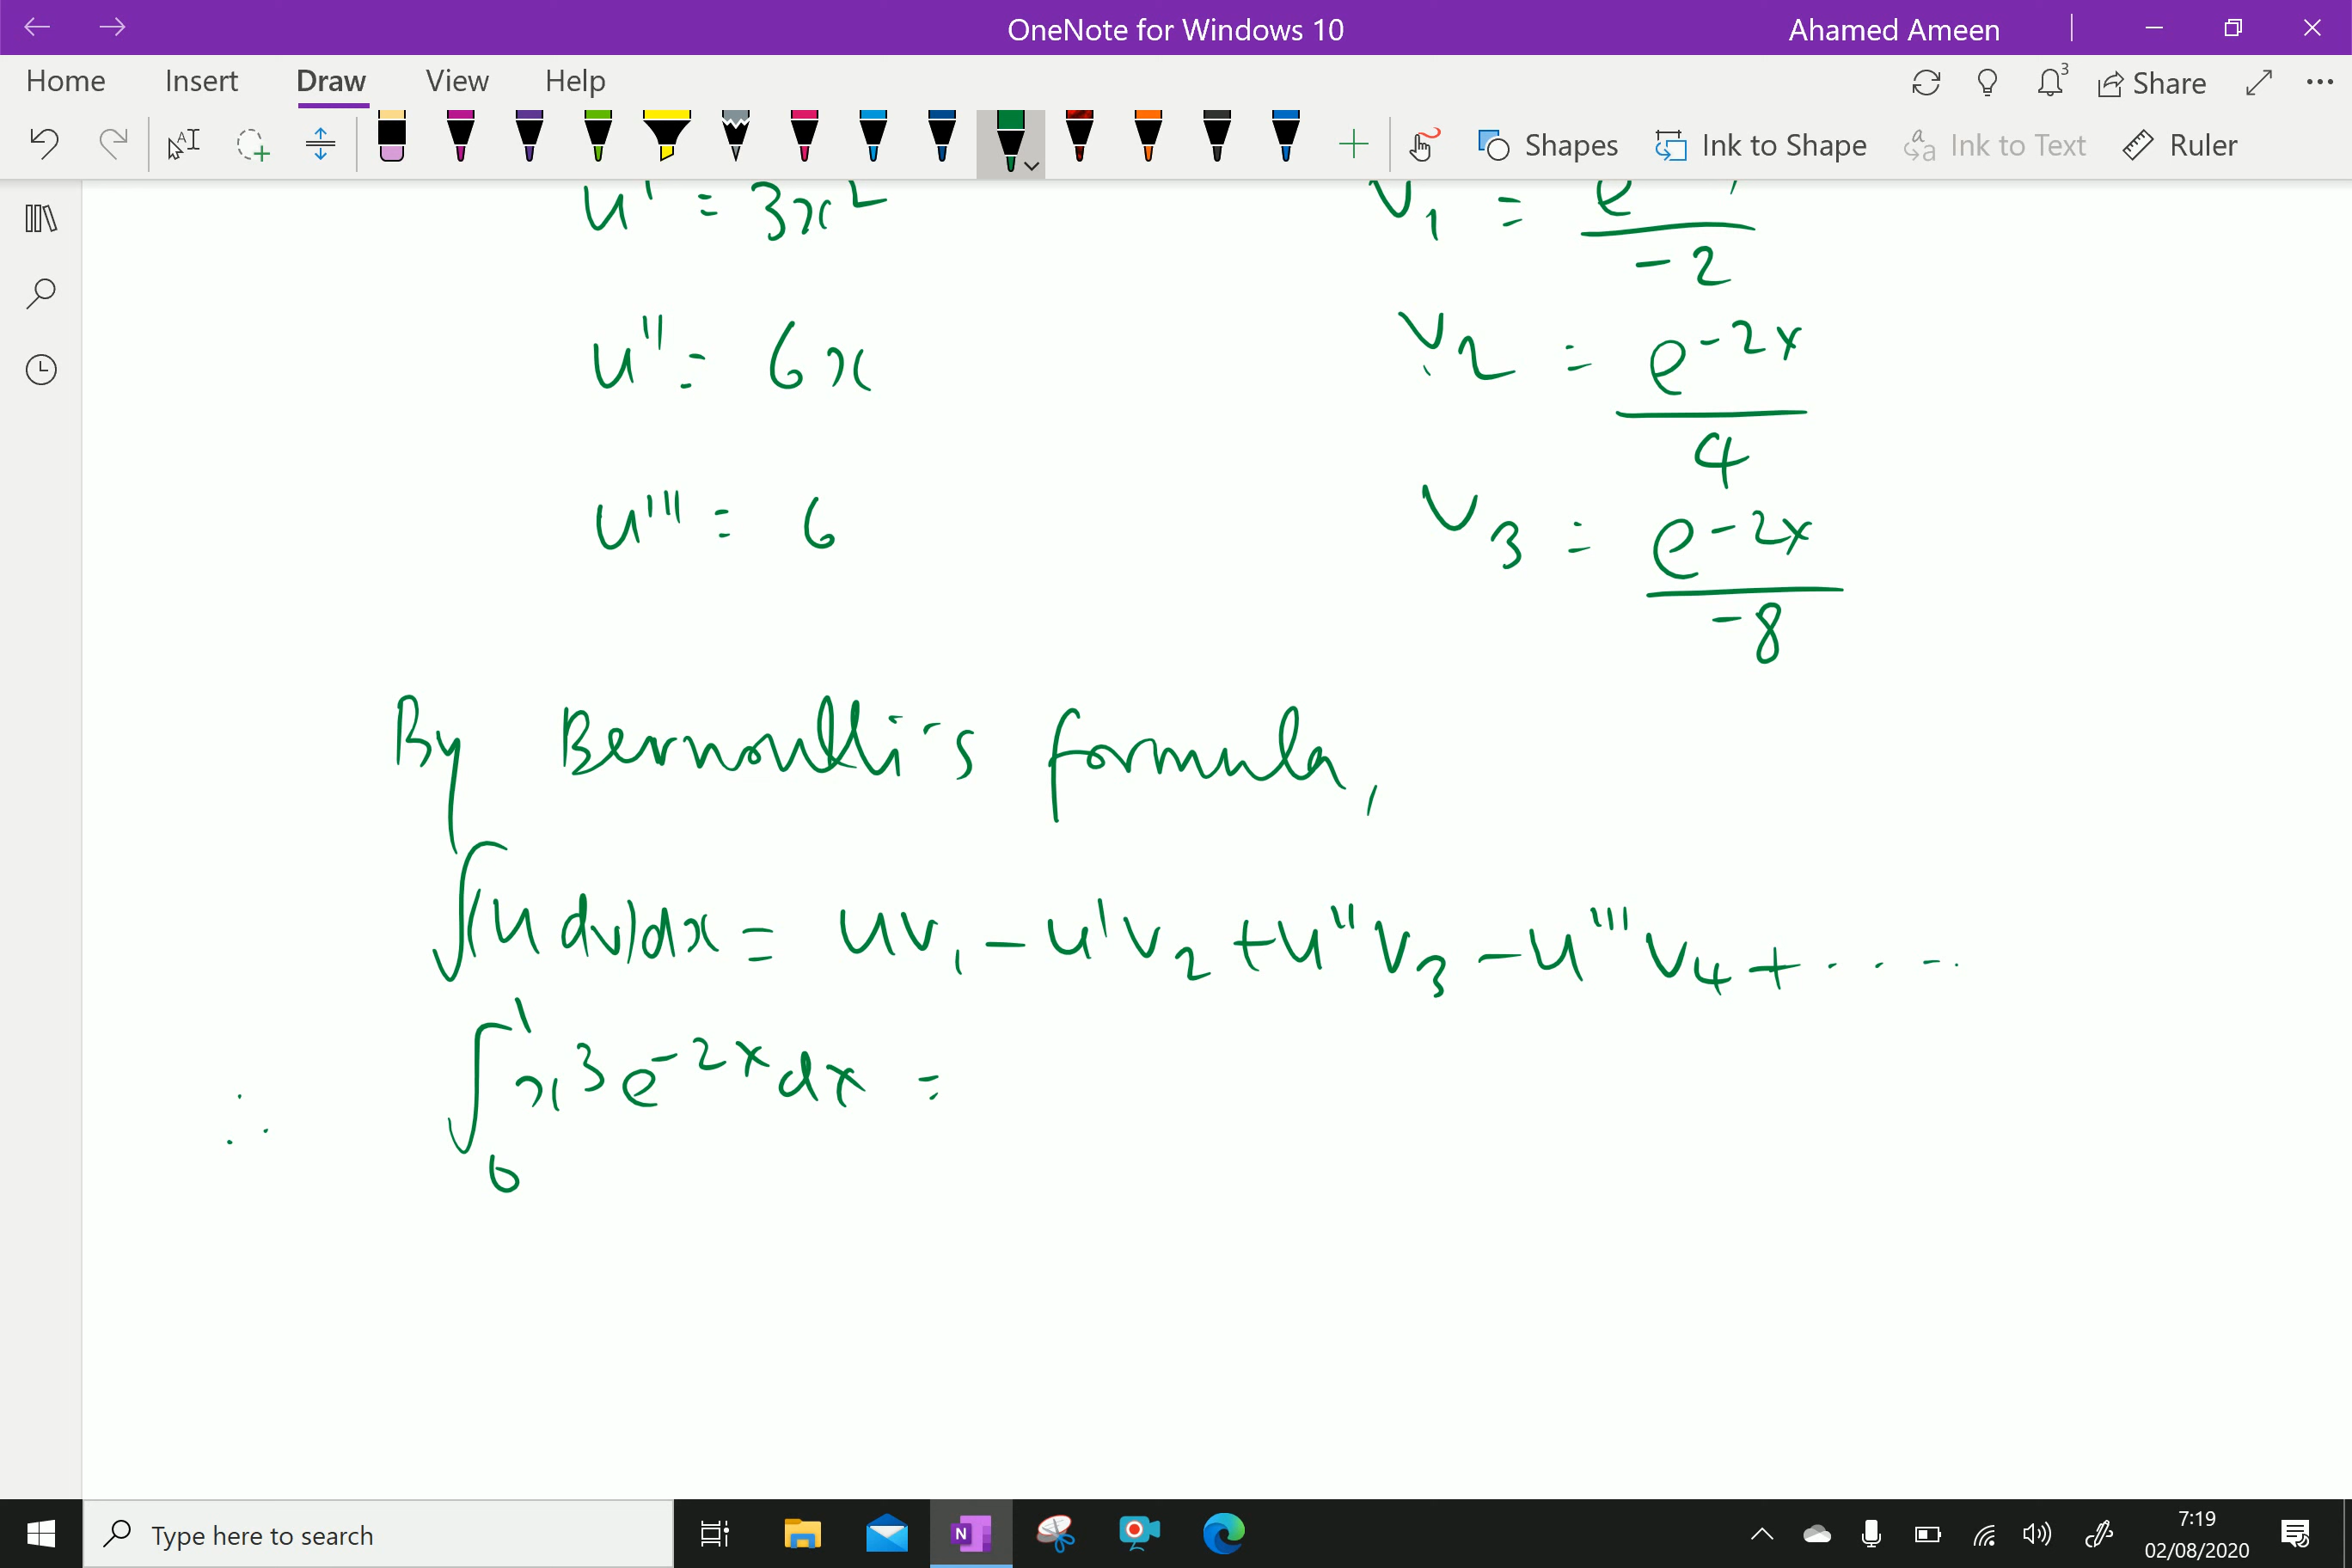 OneNote for Windows 10 Ahamed Ameen
Home Insert Draw View Help 3 Share
Shapes Ink to Shape Ink to Text Ruler
u' = 3x² V₁ = e / -2
u'' = 6x V₂ = e^{-2x} / 4
u''' = 6 V₃ = e^{-2x} / -8
By Bernoulli's formula,
∫(u dv)dx = uv₁ - u'v₂ + u''v₃ - u'''v₄ + .....
∴ ∫₀¹ x³ e^{-2x} dx =
Type here to search 7:19
02/08/2020